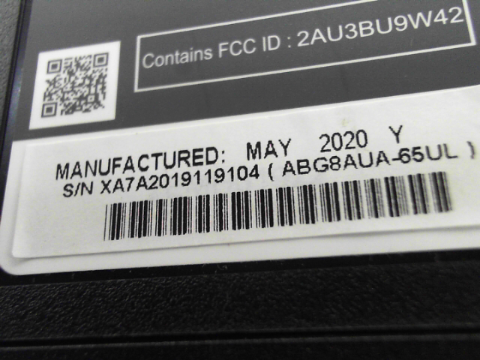 Contains FCC ID : 2AU3BU9W42
MANUFACTURED: MAY 2020 Y
S/N XA7A2019119104 ( ABG8AUA-65UL )